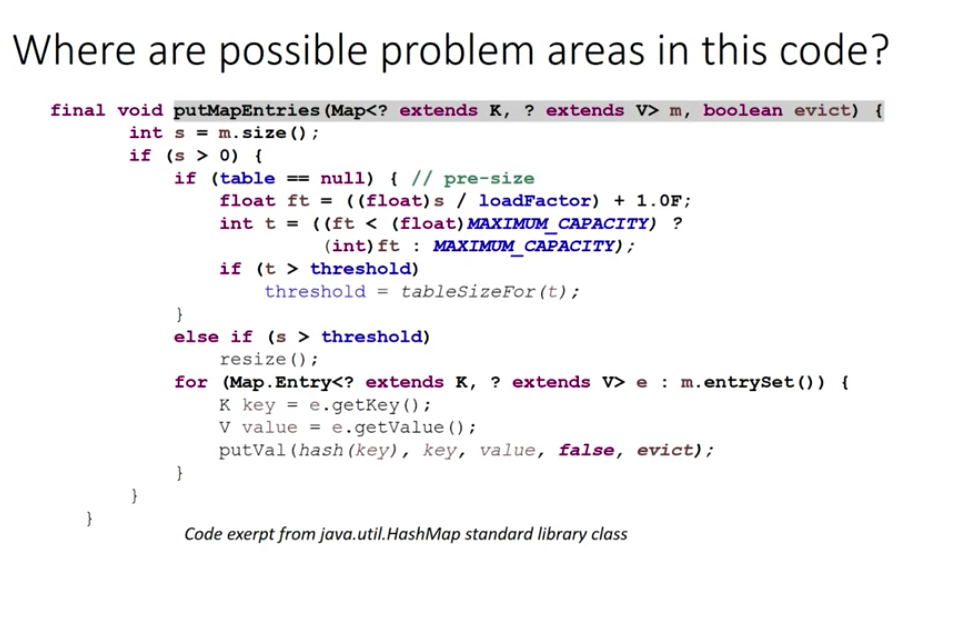 Where are possible problem areas in this code?
final void putMapEntries(Map<? extends K, ? extends V> m, boolean evict) {
int s = m.size();
if (s > 0) {
if (table == null) { // pre-size
float ft = ((float)s / loadFactor) + 1.0F;
int t = ((ft < (float)MAXIMUM_CAPACITY) ?
(int)ft : MAXIMUM_CAPACITY);
if (t > threshold)
threshold = tableSizeFor(t);
}
else if (s > threshold)
resize();
for (Map.Entry<? extends K, ? extends V> e : m.entrySet()) {
K key = e.getKey();
V value = e.getValue();
putVal(hash(key), key, value, false, evict);
}
}
}
Code exerpt from java.util.HashMap standard library class